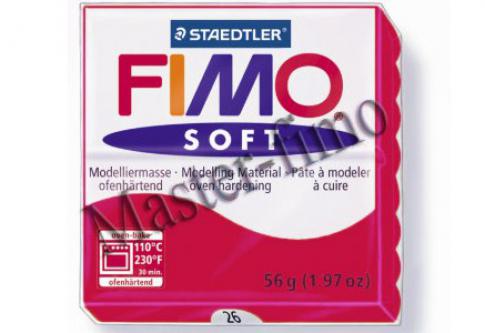 STAEDTLER
FIMO®
SOFT
Modelliermasse · Modelling Material · Pâte à modeler
ofenhärtend oven hardening à cuire
oven-bake
110°C
230°F
30 min.
ofenhärtend
56 g (1.97 oz)
26
Master-fimo